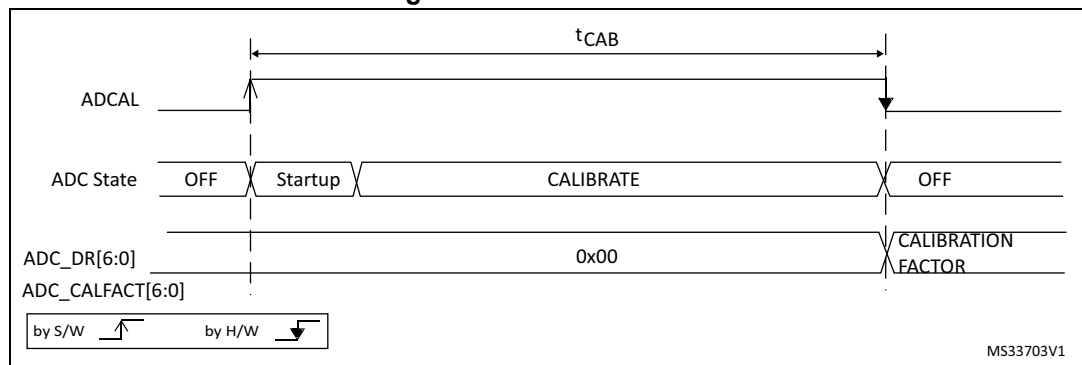 tCAB
ADCAL
ADC State OFF Startup CALIBRATE OFF
ADC_DR[6:0] 0x00 CALIBRATION
FACTOR
ADC_CALFACT[6:0]
by S/W by H/W
MS33703V1